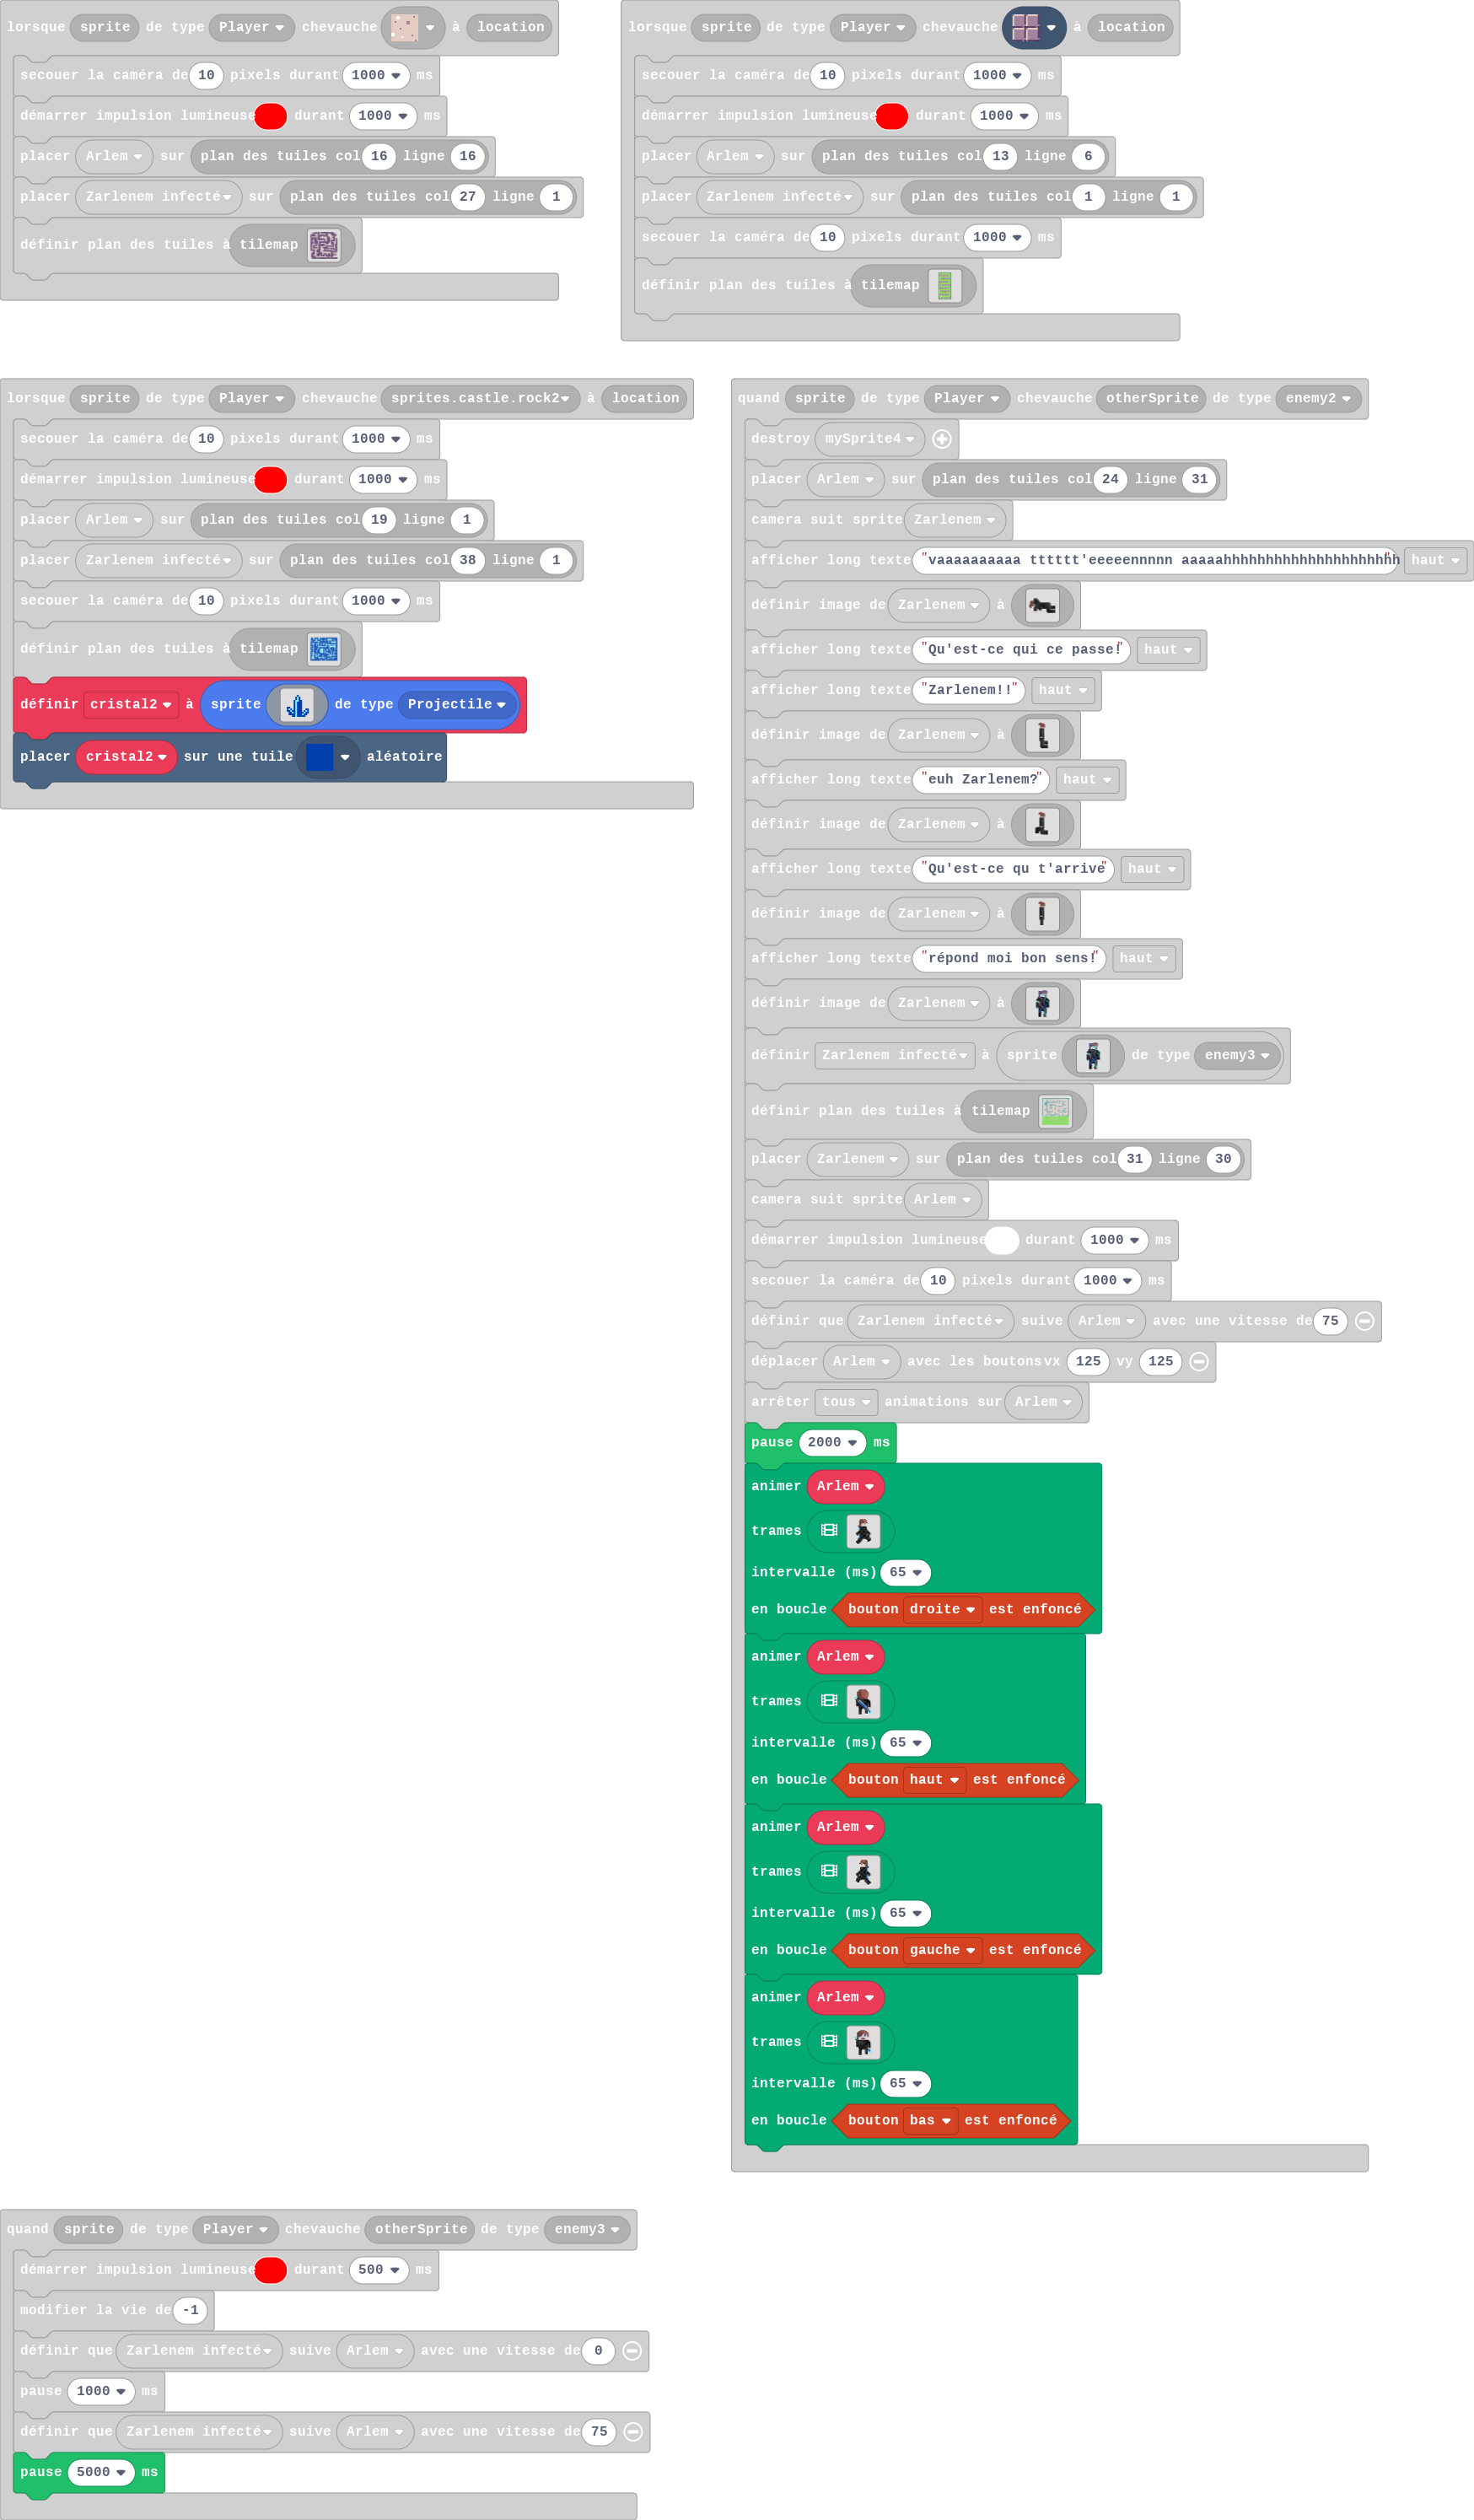 lorsque sprite de type Player chevauche à location
secouer la caméra de 10 pixels durant 1000 ms
démarrer impulsion lumineuse durant 1000 ms
placer Arlem sur plan des tuiles col 16 ligne 16
placer Zarlenem infecté sur plan des tuiles col 27 ligne 1
définir plan des tuiles à tilemap
lorsque sprite de type Player chevauche à location
secouer la caméra de 10 pixels durant 1000 ms
démarrer impulsion lumineuse durant 1000 ms
placer Arlem sur plan des tuiles col 13 ligne 6
placer Zarlenem infecté sur plan des tuiles col 1 ligne 1
secouer la caméra de 10 pixels durant 1000 ms
définir plan des tuiles à tilemap
lorsque sprite de type Player chevauche sprites.castle.rock2 à location
secouer la caméra de 10 pixels durant 1000 ms
démarrer impulsion lumineuse durant 1000 ms
placer Arlem sur plan des tuiles col 19 ligne 1
placer Zarlenem infecté sur plan des tuiles col 38 ligne 1
secouer la caméra de 10 pixels durant 1000 ms
définir plan des tuiles à tilemap
définir cristal2 à sprite de type Projectile
placer cristal2 sur une tuile aléatoire
quand sprite de type Player chevauche otherSprite de type enemy2
destroy mySprite4
placer Arlem sur plan des tuiles col 24 ligne 31
camera suit sprite Zarlenem
afficher long texte "vaaaaaaaaaa tttttt'eeeeennnnn aaaaahhhhhhhhhhhhhhhhhhhhh" haut
définir image de Zarlenem à
afficher long texte "Qu'est-ce qui ce passe!" haut
afficher long texte "Zarlenem!!" haut
définir image de Zarlenem à
afficher long texte "euh Zarlenem?" haut
définir image de Zarlenem à
afficher long texte "Qu'est-ce qu t'arrive" haut
définir image de Zarlenem à
afficher long texte "répond moi bon sens!" haut
définir image de Zarlenem à
définir Zarlenem infecté à sprite de type enemy3
définir plan des tuiles à tilemap
placer Zarlenem sur plan des tuiles col 31 ligne 30
camera suit sprite Arlem
démarrer impulsion lumineuse durant 1000 ms
secouer la caméra de 10 pixels durant 1000 ms
définir que Zarlenem infecté suive Arlem avec une vitesse de 75
déplacer Arlem avec les boutons vx 125 vy 125
arrêter tous animations sur Arlem
pause 2000 ms
animer Arlem
trames
intervalle (ms) 65
en boucle bouton droite est enfoncé
animer Arlem
trames
intervalle (ms) 65
en boucle bouton haut est enfoncé
animer Arlem
trames
intervalle (ms) 65
en boucle bouton gauche est enfoncé
animer Arlem
trames
intervalle (ms) 65
en boucle bouton bas est enfoncé
quand sprite de type Player chevauche otherSprite de type enemy3
démarrer impulsion lumineuse durant 500 ms
modifier la vie de -1
définir que Zarlenem infecté suive Arlem avec une vitesse de 0
pause 1000 ms
définir que Zarlenem infecté suive Arlem avec une vitesse de 75
pause 5000 ms